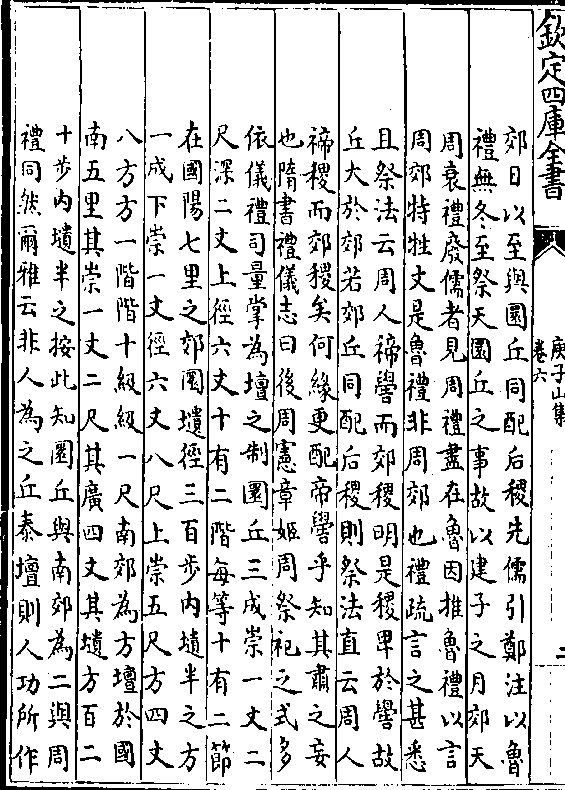 欽定四庫全書
庾子山集
卷六
二
郊日以至與圜丘同配后稷先儒引鄭注以魯
禮無冬至祭天圜丘之事故以建子之月郊天
周衰禮廢儒者見周禮盡在魯因推魯禮以言
周郊特牲文是魯禮非周郊也禮疏言之甚悉
且祭法云周人禘嚳而郊稷明是稷卑於嚳故
丘大於郊若郊丘同配后稷則祭法直云周人
禘稷而郊稷矣何緣更配帝嚳乎知其肅之妄
也隋書禮儀志曰後周憲章姬周祭祀之式多
依儀禮司量掌為壇之制圜丘三成崇一丈二
尺深二丈上徑六丈十有二階每等十有二節
在國陽七里之郊圜壝徑三百步內壝半之方
一成下崇一丈徑六丈八尺上崇五尺方四丈
八方方一階階十級級一尺南郊為方壇於國
南五里其崇一丈二尺其廣四丈其壝方百二
十步內壝半之按此知圜丘與南郊為二與周
禮同然爾雅云非人為之丘泰壇則人功所作